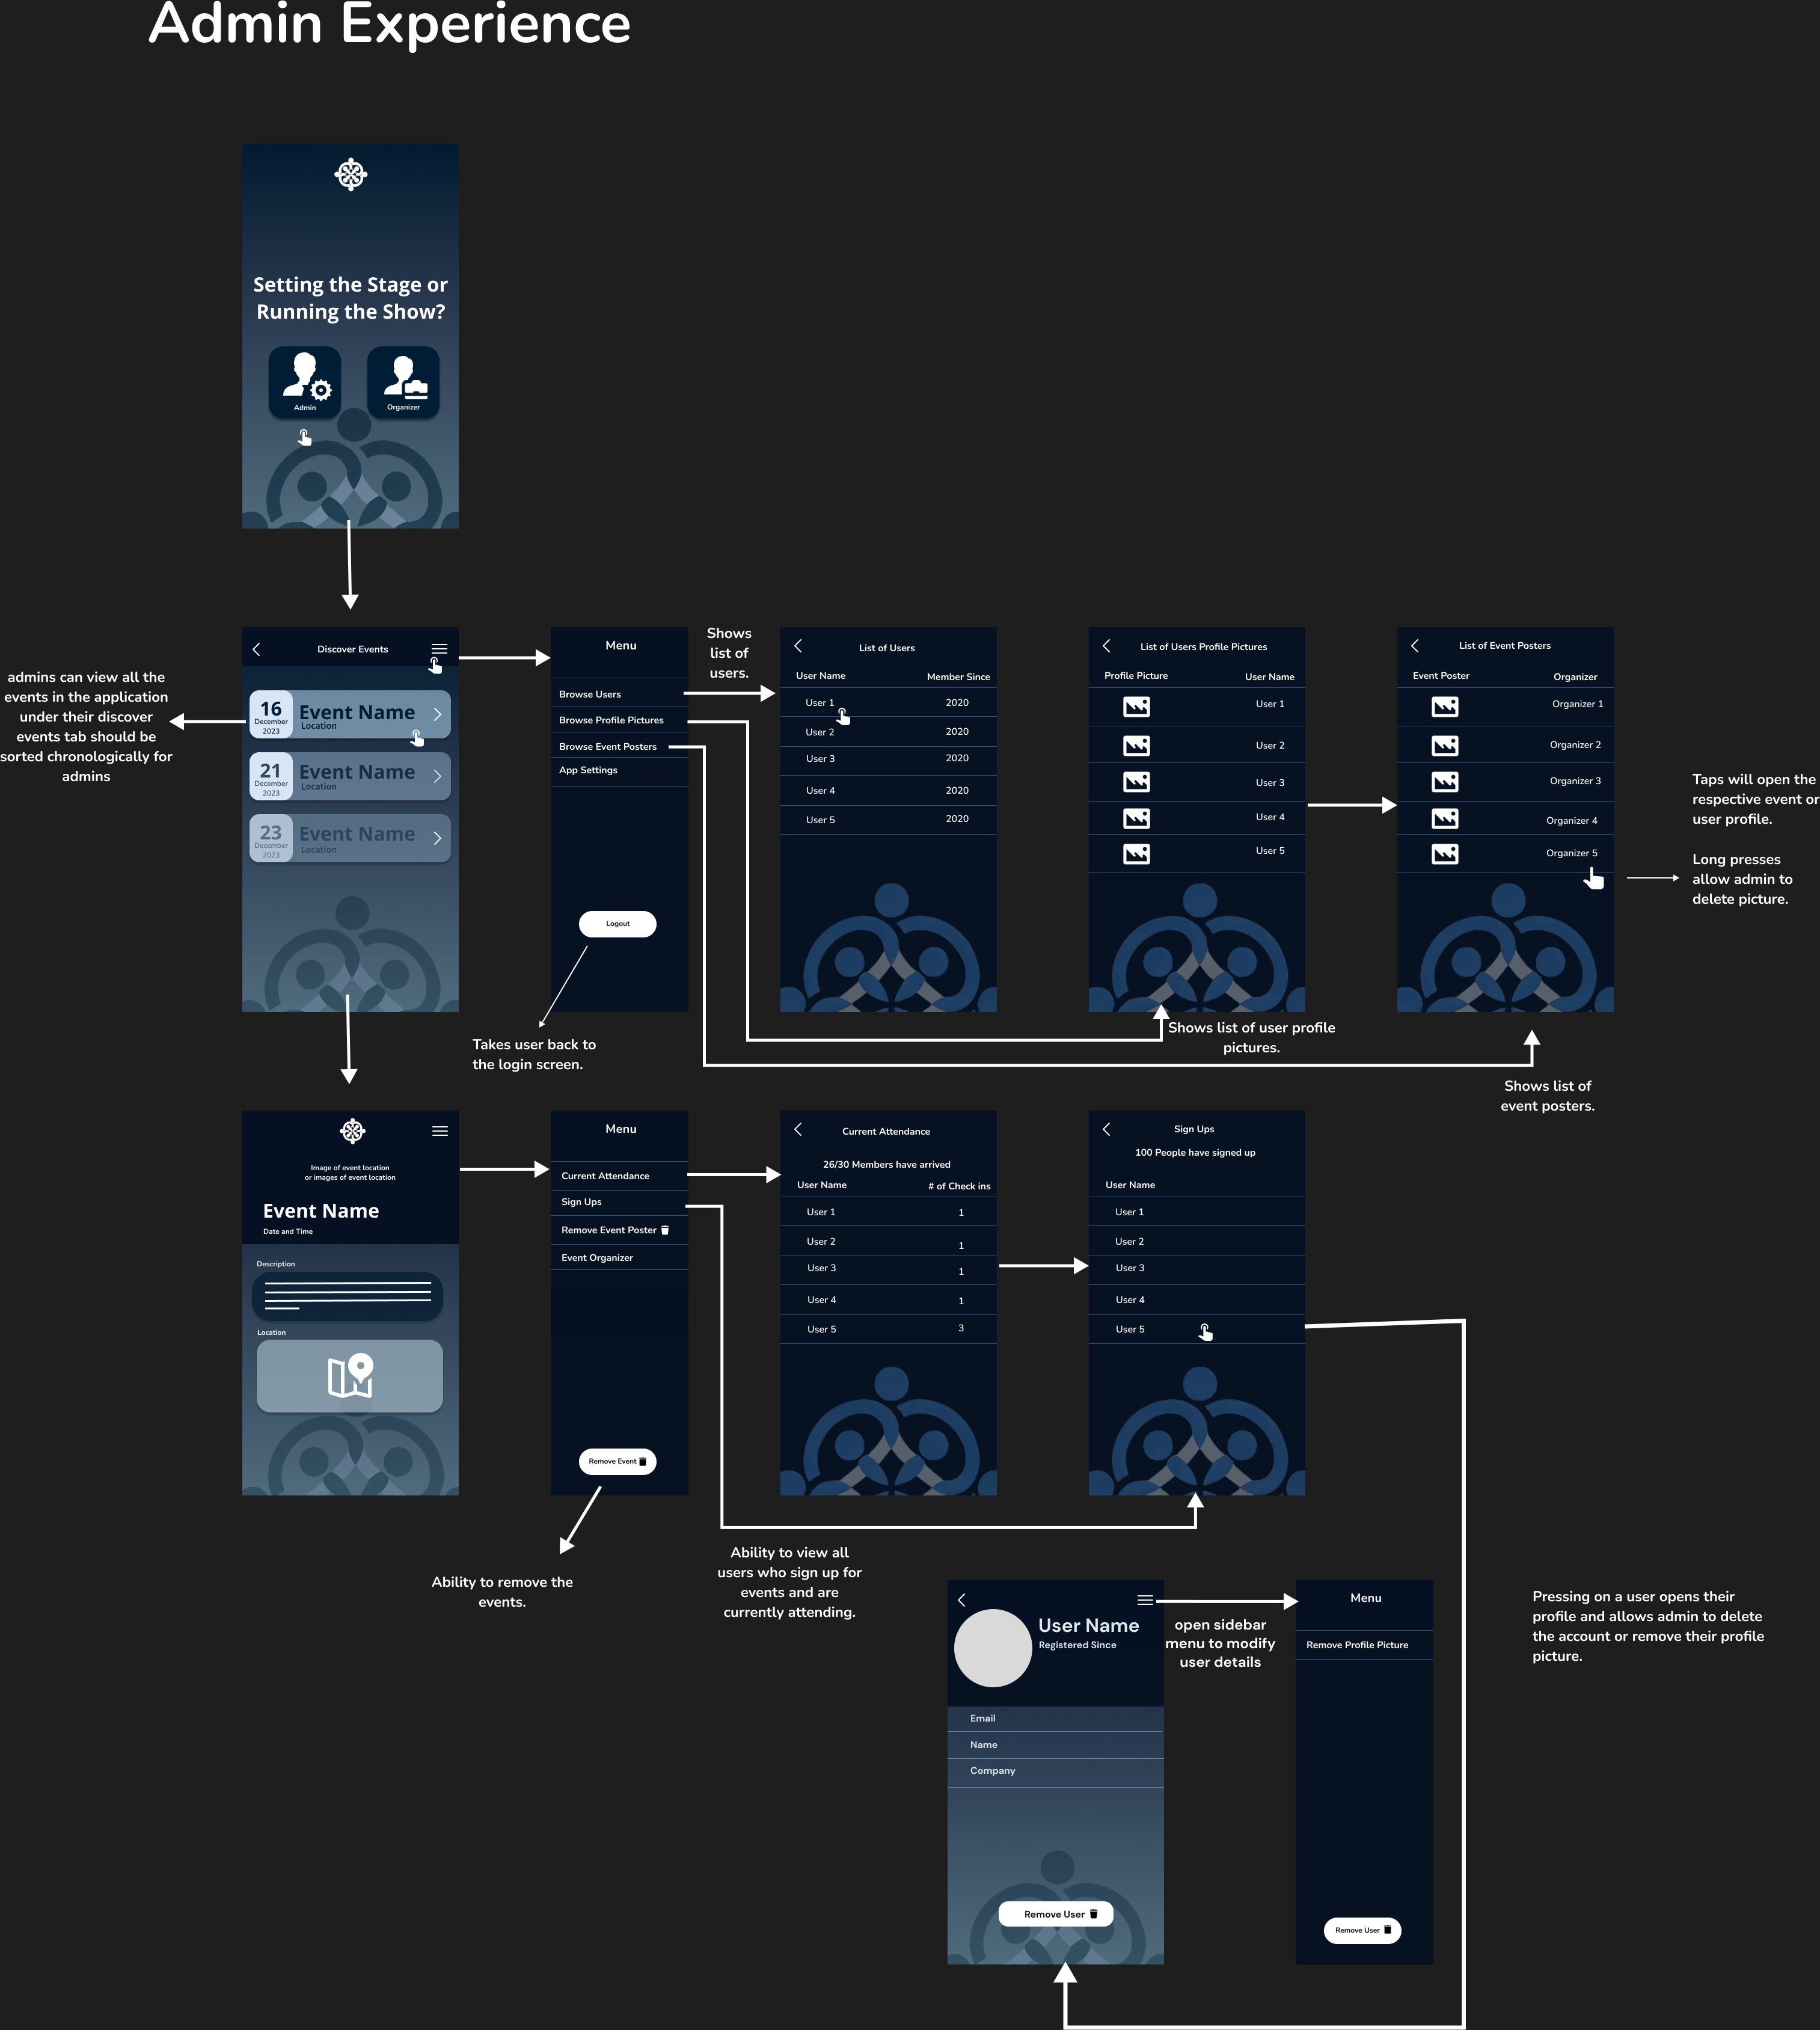 Admin Experience
Setting the Stage or
Running the Show?
Admin
Organizer
admins can view all the
events in the application
under their discover
events tab should be
sorted chronologically for
admins
Discover Events
16
December
2023
Event Name
Location
21
December
2023
Event Name
Location
23
December
2023
Event Name
Location
Menu
Browse Users
Browse Profile Pictures
Browse Event Posters
App Settings
Logout
Takes user back to
the login screen.
Shows
list of
users.
List of Users
User Name Member Since
User 1 2020
User 2 2020
User 3 2020
User 4 2020
User 5 2020
List of Users Profile Pictures
Profile Picture User Name
User 1
User 2
User 3
User 4
User 5
Shows list of user profile
pictures.
List of Event Posters
Event Poster Organizer
Organizer 1
Organizer 2
Organizer 3
Organizer 4
Organizer 5
Shows list of
event posters.
Taps will open the
respective event or
user profile.
Long presses
allow admin to
delete picture.
Image of event location
or images of event location
Event Name
Date and Time
Description
Location
Menu
Current Attendance
Sign Ups
Remove Event Poster
Event Organizer
Remove Event
Ability to remove the
events.
Current Attendance
26/30 Members have arrived
User Name # of Check ins
User 1 1
User 2 1
User 3 1
User 4 1
User 5 3
Sign Ups
100 People have signed up
User Name
User 1
User 2
User 3
User 4
User 5
Ability to view all
users who sign up for
events and are
currently attending.
User Name
Registered Since
Email
Name
Company
Remove User
open sidebar
menu to modify
user details
Menu
Remove Profile Picture
Remove User
Pressing on a user opens their
profile and allows admin to delete
the account or remove their profile
picture.